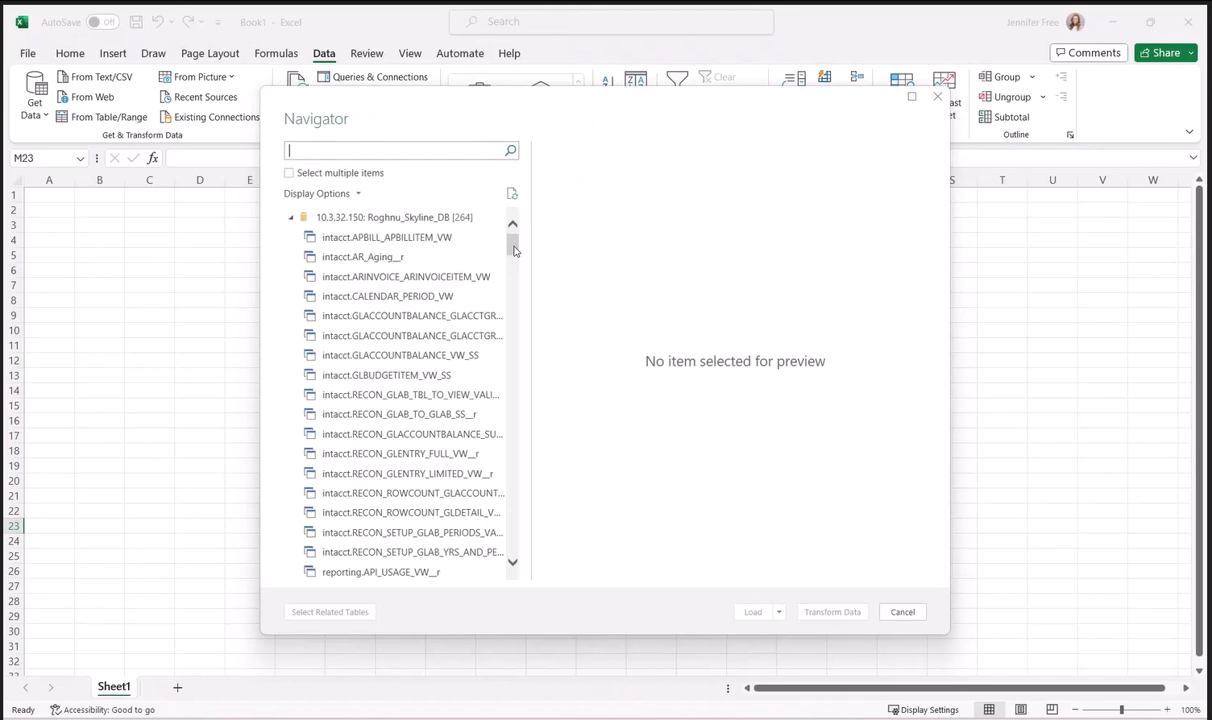 AutoSave Off Book1 - Excel Search Jennifer Free
File Home Insert Draw Page Layout Formulas Data Review View Automate Help Comments Share
From Text/CSV From Picture Queries & Connections Clear Group
Get Data From Web Recent Sources Ungroup
From Table/Range Existing Connections Subtotal
Get & Transform Data Outline
M23 fx
A B C D E S T U V W
1
2
3
4
5
6
7
8
9
10
11
12
13
14
15
16
17
18
19
20
21
22
23
24
25
26
27
28
29
30
31
32
Navigator
Select multiple items
Display Options
10.3.32.150: Roghnu_Skyline_DB [264]
intacct.APBILL_APBILLITEM_VW
intacct.AR_Aging__r
intacct.ARINVOICE_ARINVOICEITEM_VW
intacct.CALENDAR_PERIOD_VW
intacct.GLACCOUNTBALANCE_GLACCTGR...
intacct.GLACCOUNTBALANCE_GLACCTGR...
intacct.GLACCOUNTBALANCE_VW_SS
intacct.GLBUDGETITEM_VW_SS
intacct.RECON_GLAB_TBL_TO_VIEW_VALI...
intacct.RECON_GLAB_TO_GLAB_SS__r
intacct.RECON_GLACCOUNTBALANCE_SU...
intacct.RECON_GLENTRY_FULL_VW__r
intacct.RECON_GLENTRY_LIMITED_VW__r
intacct.RECON_ROWCOUNT_GLACCOUNT...
intacct.RECON_ROWCOUNT_GLDETAIL_V...
intacct.RECON_SETUP_GLAB_PERIODS_VA...
intacct.RECON_SETUP_GLAB_YRS_AND_PE...
reporting.API_USAGE_VW__r
No item selected for preview
Select Related Tables Load Transform Data Cancel
Sheet1
Ready Accessibility: Good to go Display Settings 100%